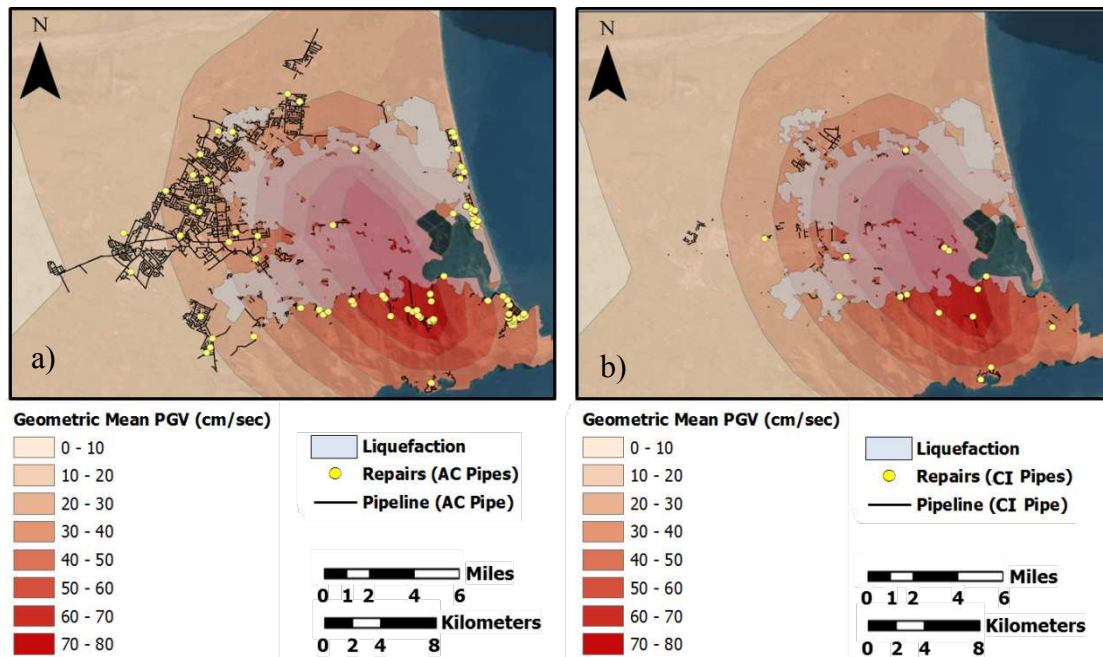 N
a)
Geometric Mean PGV (cm/sec)
0 - 10
10 - 20
20 - 30
30 - 40
40 - 50
50 - 60
60 - 70
70 - 80
Liquefaction
Repairs (AC Pipes)
Pipeline (AC Pipe)
Miles
0 1 2 4 6
Kilometers
0 2 4 8
N
b)
Geometric Mean PGV (cm/sec)
0 - 10
10 - 20
20 - 30
30 - 40
40 - 50
50 - 60
60 - 70
70 - 80
Liquefaction
Repairs (CI Pipes)
Pipeline (CI Pipe)
Miles
0 1 2 4 6
Kilometers
0 2 4 8